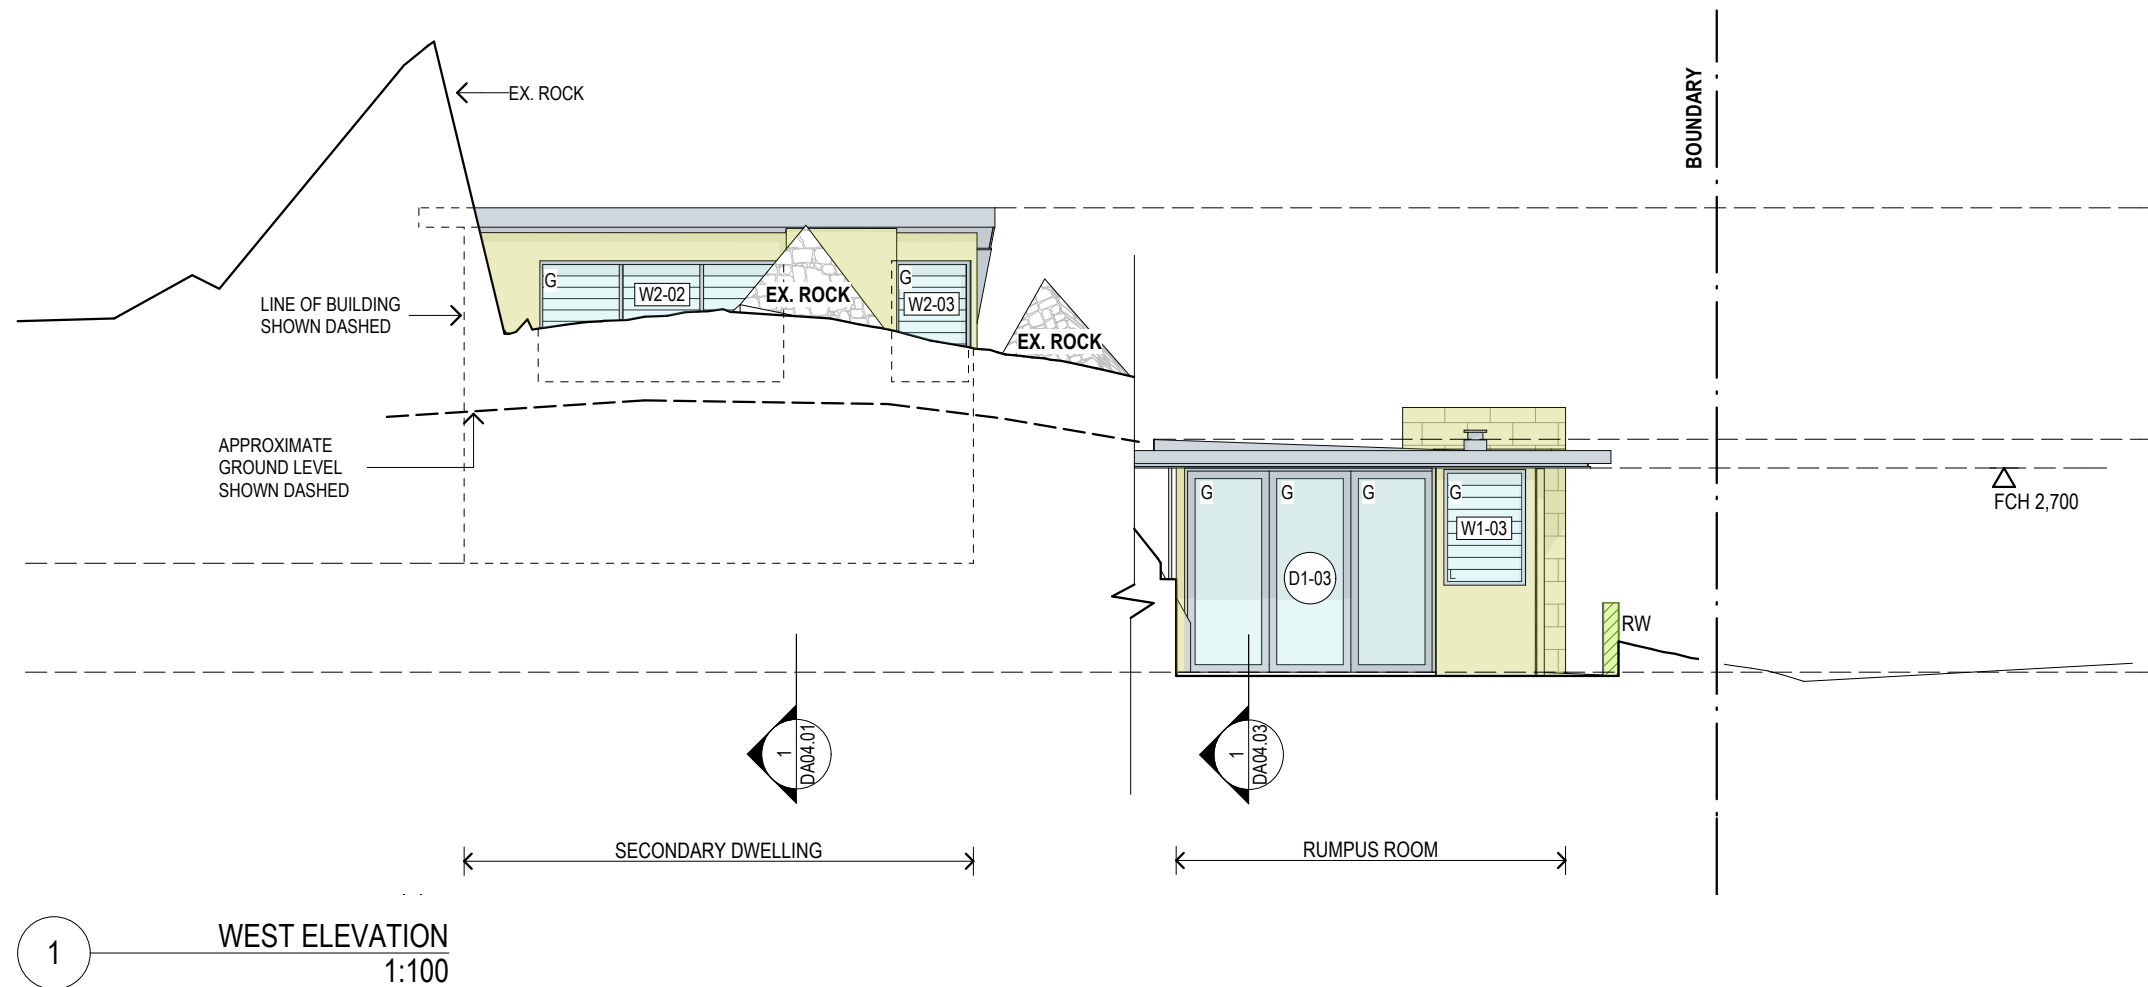 EX. ROCK
BOUNDARY
LINE OF BUILDING
SHOWN DASHED
G
W2-02
EX. ROCK
G
W2-03
EX. ROCK
APPROXIMATE
GROUND LEVEL
SHOWN DASHED
G
G
G
G
W1-03
D1-03
FCH 2,700
RW
1
DA04.01
1
DA04.03
SECONDARY DWELLING
RUMPUS ROOM
1
WEST ELEVATION
1:100